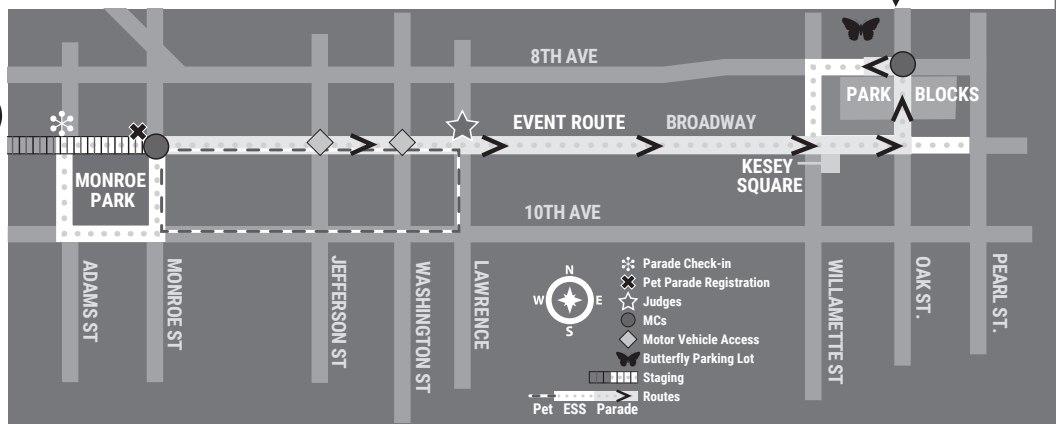 8TH AVE
PARK BLOCKS
EVENT ROUTE
BROADWAY
KESEY
SQUARE
MONROE
PARK
10TH AVE
ADAMS ST
MONROE ST
JEFFERSON ST
WASHINGTON ST
LAWRENCE
WILLAMETTE ST
OAK ST.
PEARL ST.
N
W E
S
Parade Check-in
Pet Parade Registration
Judges
MCs
Motor Vehicle Access
Butterfly Parking Lot
Staging
Routes
Pet ESS Parade